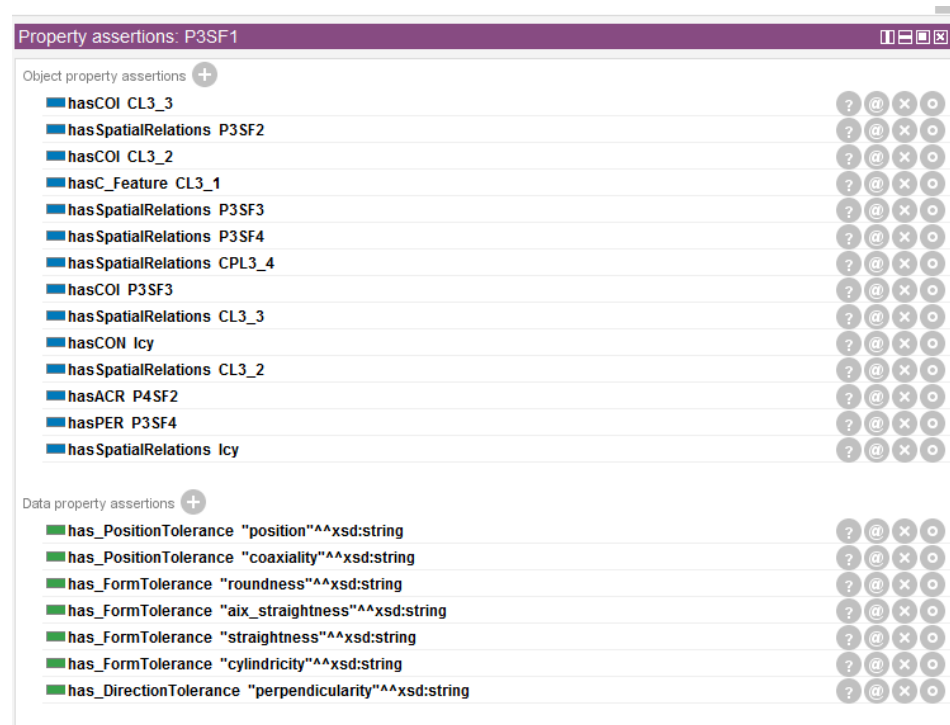 Property assertions: P3SF1
Object property assertions
hasCOI CL3_3
hasSpatialRelations P3SF2
hasCOI CL3_2
hasC_Feature CL3_1
hasSpatialRelations P3SF3
hasSpatialRelations P3SF4
hasSpatialRelations CPL3_4
hasCOI P3SF3
hasSpatialRelations CL3_3
hasCON Icy
hasSpatialRelations CL3_2
hasACR P4SF2
hasPER P3SF4
hasSpatialRelations Icy
Data property assertions
has_PositionTolerance "position"^^xsd:string
has_PositionTolerance "coaxiality"^^xsd:string
has_FormTolerance "roundness"^^xsd:string
has_FormTolerance "aix_straightness"^^xsd:string
has_FormTolerance "straightness"^^xsd:string
has_FormTolerance "cylindricity"^^xsd:string
has_DirectionTolerance "perpendicularity"^^xsd:string